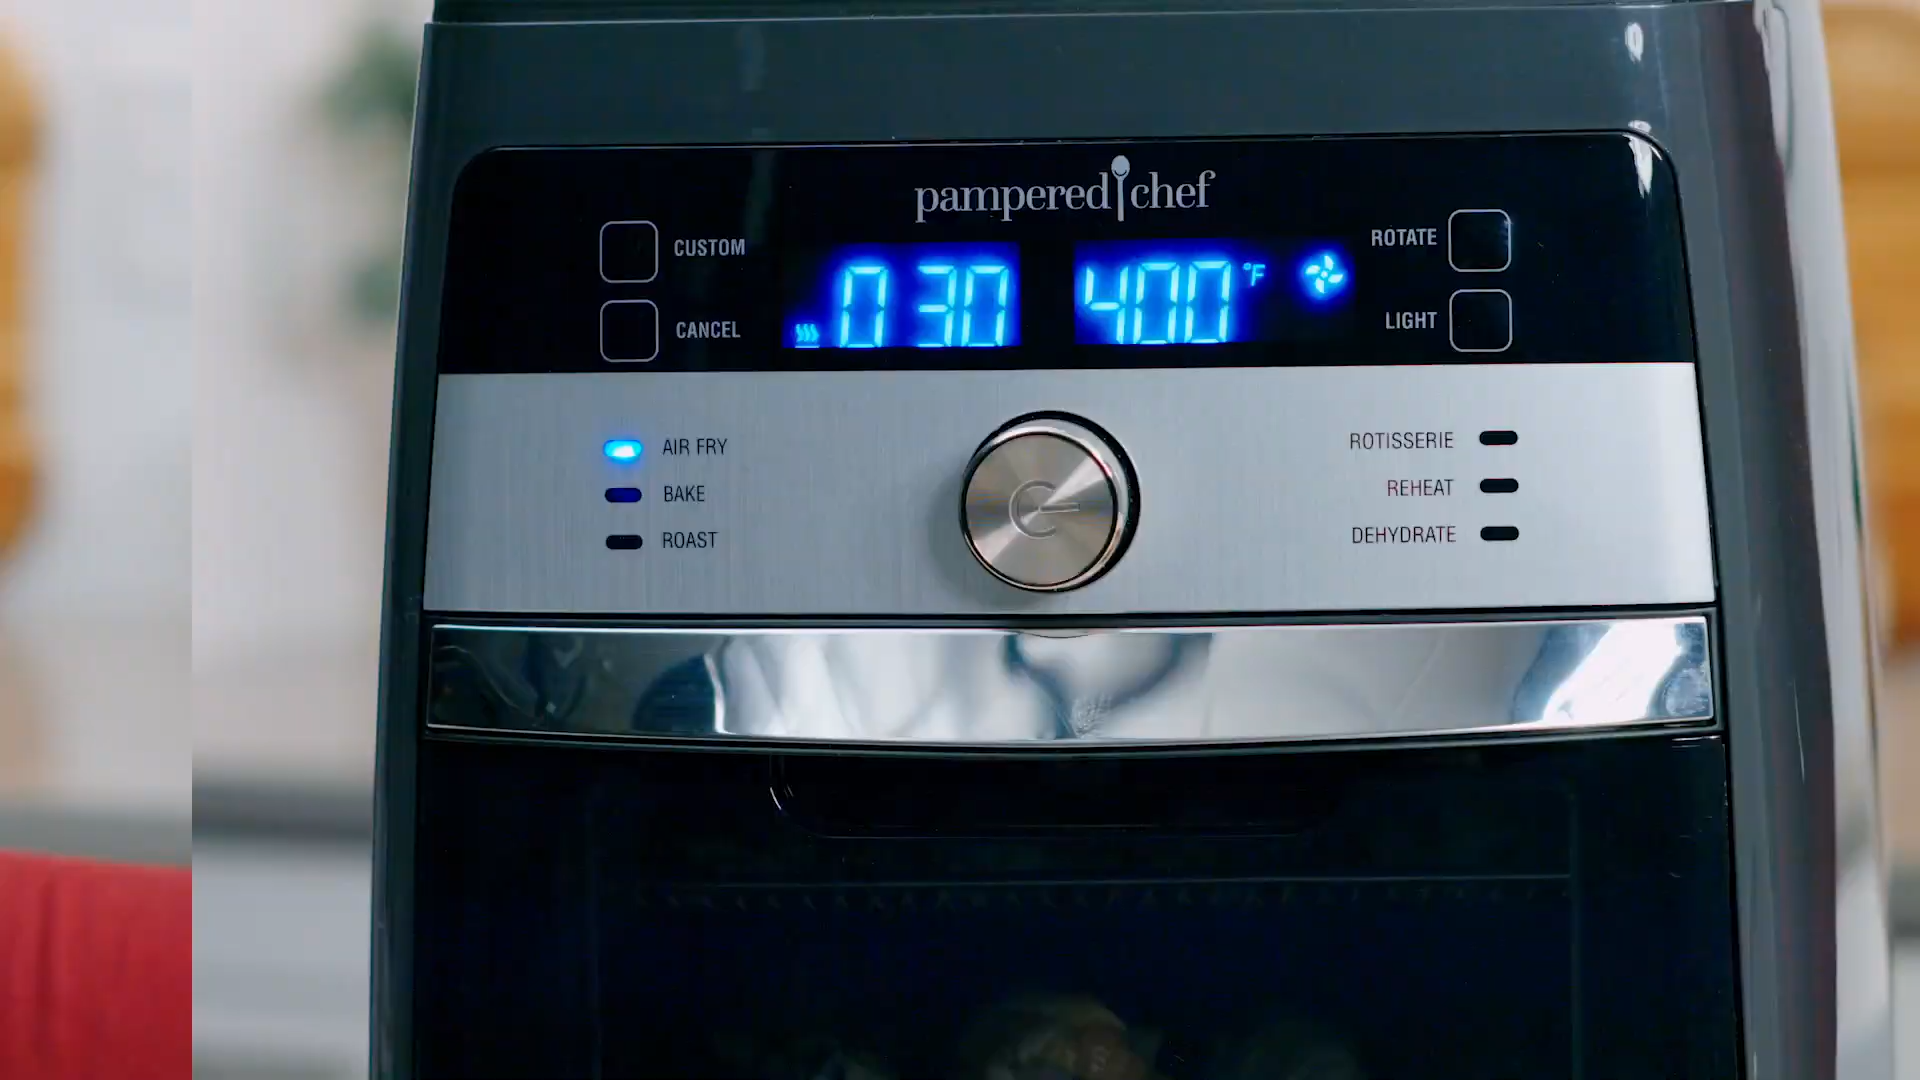 pampered chef
CUSTOM
CANCEL
0 30
400 °F
ROTATE
LIGHT
AIR FRY
BAKE
ROAST
ROTISSERIE
REHEAT
DEHYDRATE